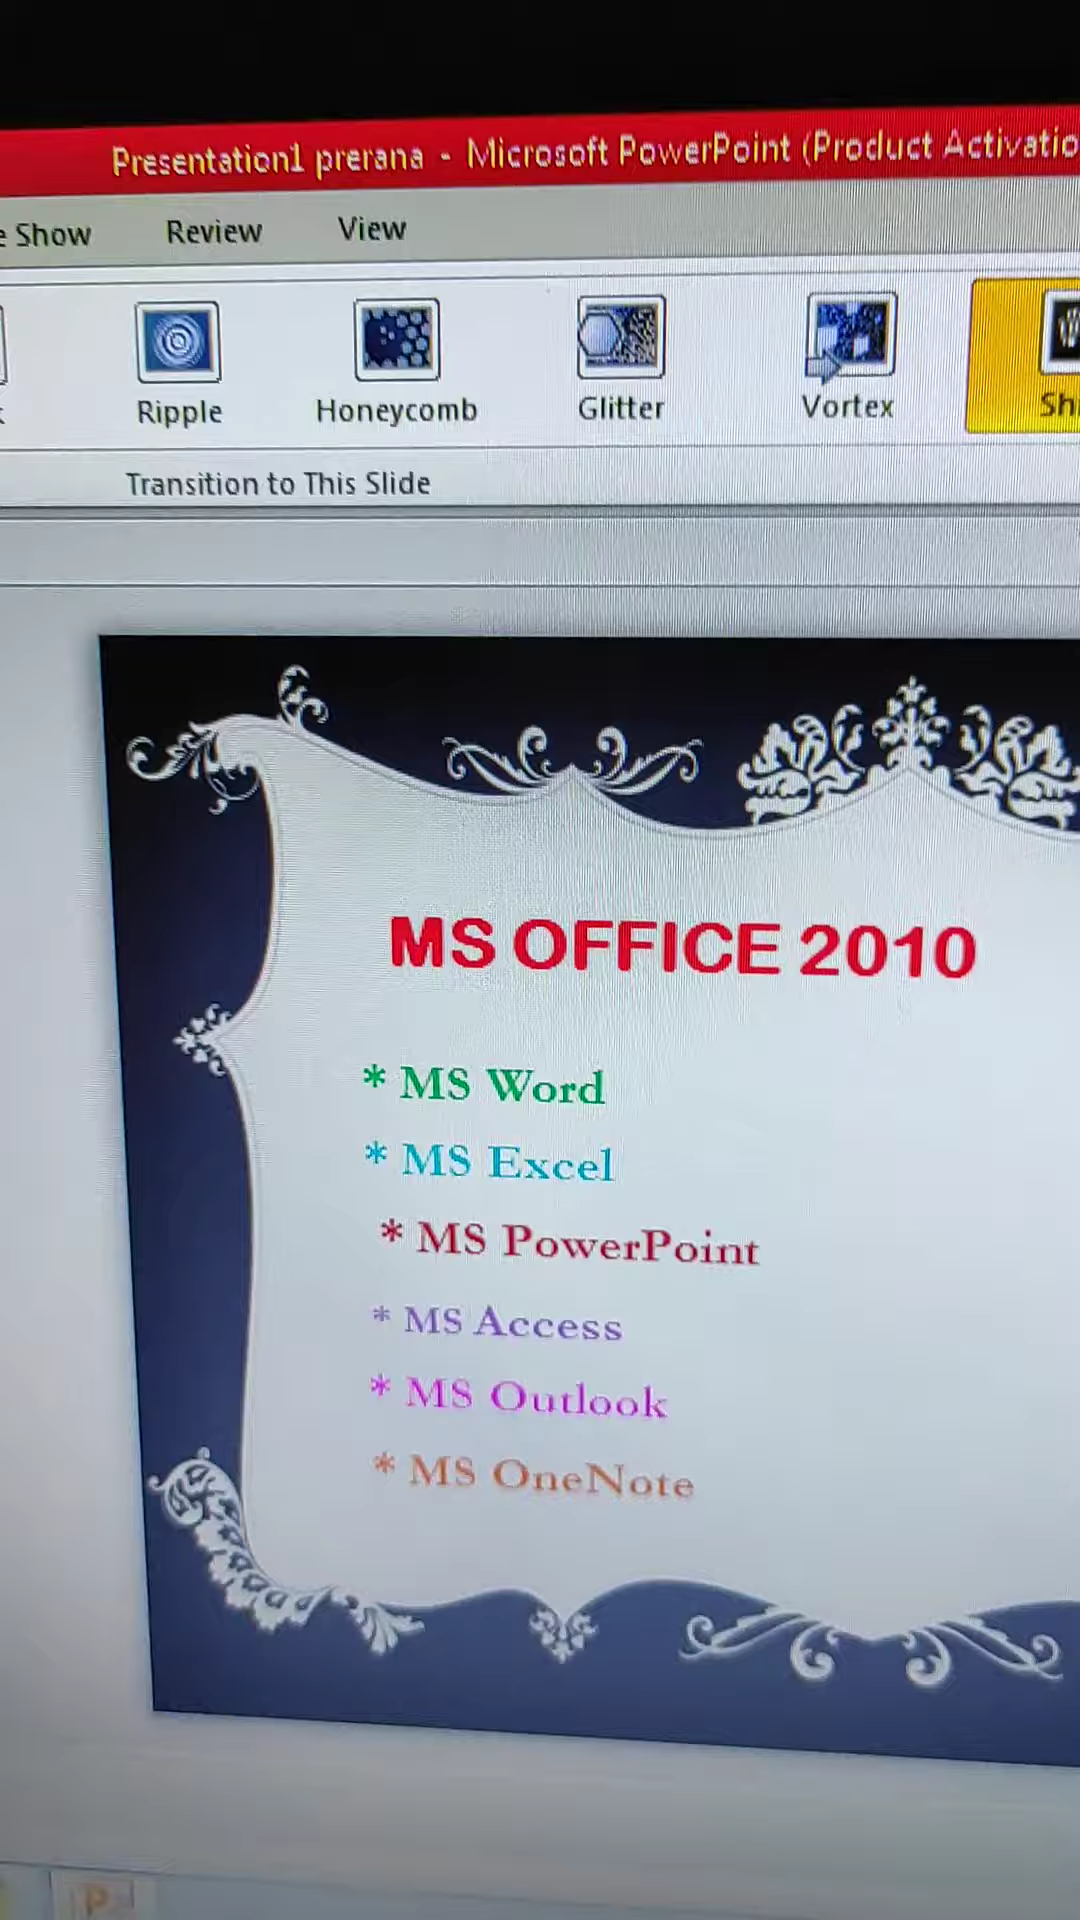 Presentation1 prerana - Microsoft PowerPoint (Product
Show Review View
Ripple Honeycomb Glitter Vortex
Transition to This Slide
MS OFFICE 2010
* MS Word
* MS Excel
* MS PowerPoint
* MS Access
* MS Outlook
* MS OneNote